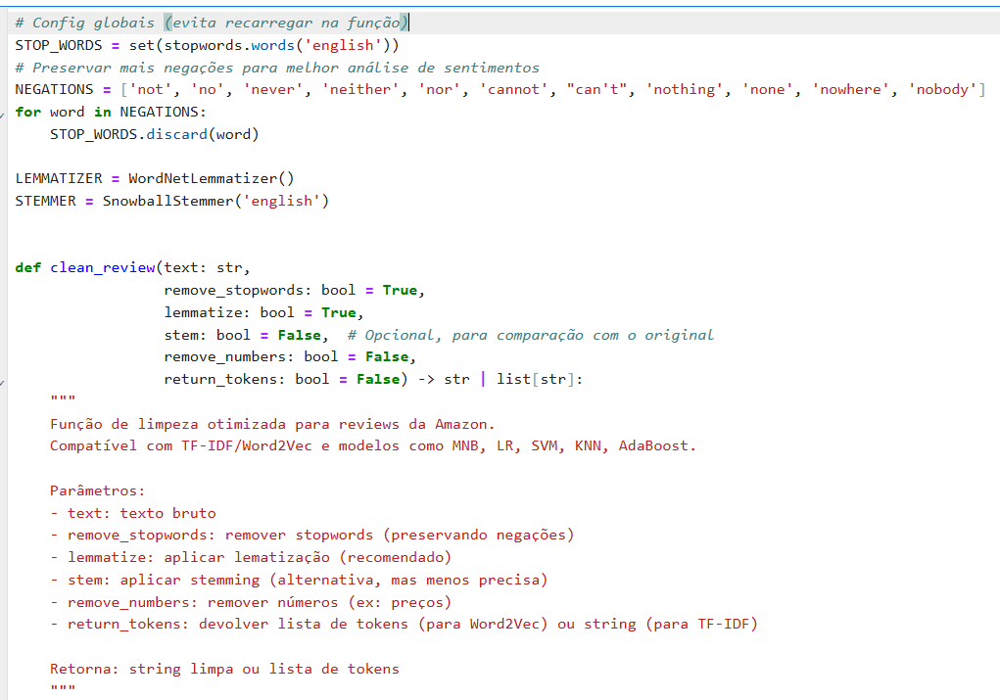 # Config globais (evita recarregar na função)
STOP_WORDS = set(stopwords.words('english'))
# Preservar mais negações para melhor análise de sentimentos
NEGATIONS = ['not', 'no', 'never', 'neither', 'nor', 'cannot', "can't", 'nothing', 'none', 'nowhere', 'nobody']
for word in NEGATIONS:
    STOP_WORDS.discard(word)

LEMMATIZER = WordNetLemmatizer()
STEMMER = SnowballStemmer('english')


def clean_review(text: str,
                 remove_stopwords: bool = True,
                 lemmatize: bool = True,
                 stem: bool = False,  # Opcional, para comparação com o original
                 remove_numbers: bool = False,
                 return_tokens: bool = False) -> str | list[str]:
    """
    Função de limpeza otimizada para reviews da Amazon.
    Compatível com TF-IDF/Word2Vec e modelos como MNB, LR, SVM, KNN, AdaBoost.

    Parâmetros:
    - text: texto bruto
    - remove_stopwords: remover stopwords (preservando negações)
    - lemmatize: aplicar lematização (recomendado)
    - stem: aplicar stemming (alternativa, mas menos precisa)
    - remove_numbers: remover números (ex: preços)
    - return_tokens: devolver lista de tokens (para Word2Vec) ou string (para TF-IDF)

    Retorna: string limpa ou lista de tokens
    """